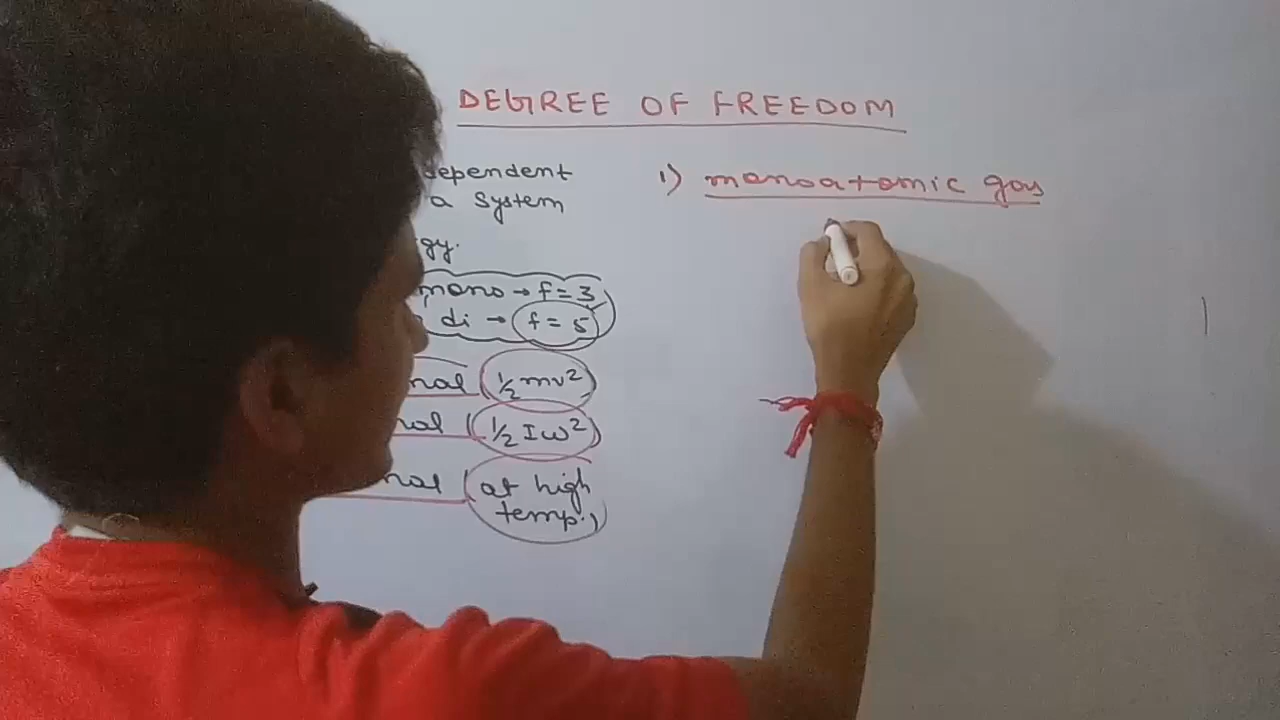 DEGREE OF FREEDOM
dependent
a system
gy.
mono → f = 3
di → f = 5
nal (½mv²)
nal (½Iω²)
nal (at high
temp.)
1) monoatomic gas